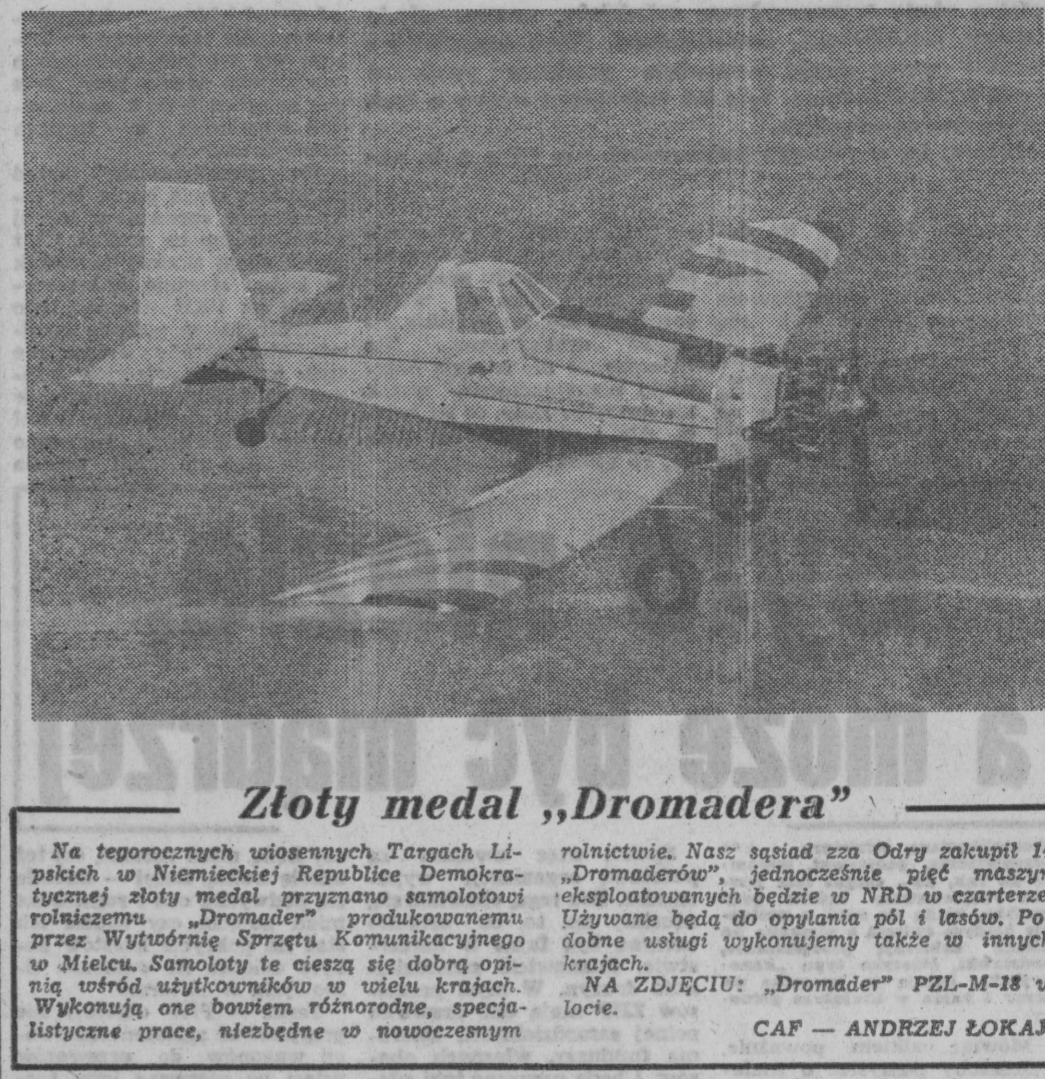 Złoty medal „Dromadera”
Na tegorocznych wiosennych Targach Li-
pskich w Niemieckiej Republice Demokra-
tycznej złoty medal przyznano samolotowi
rolniczemu „Dromader” produkowanemu
przez Wytwórnię Sprzętu Komunikacyjnego
w Mielcu. Samoloty te cieszą się dobrą opi-
nią wśród użytkowników w wielu krajach.
Wykonują one bowiem różnorodne, specja-
listyczne prace, niezbędne w nowoczesnym
rolnictwie. Nasz sąsiad zza Odry zakupił
„Dromaderów”, jednocześnie pięć maszyn
eksploatowanych będzie w NRD w czarterze.
Używane będą do opylania pól i lasów. Po-
dobne usługi wykonujemy także w innych
krajach.
NA ZDJĘCIU: „Dromader” PZL-M-18 w
locie.
CAF — ANDRZEJ ŁOKAJ